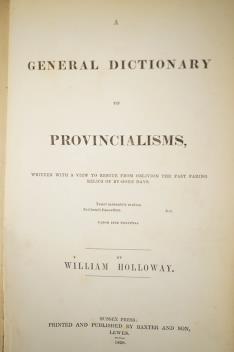 A
GENERAL DICTIONARY
OF
PROVINCIALISMS,
WRITTEN WITH A VIEW TO RESCUE FROM OBLIVION THE FAST FADING
RELICS OF BY-GONE DAYS.
BY
WILLIAM HOLLOWAY.
SUSSEX PRESS:
PRINTED AND PUBLISHED BY BAXTER AND SON,
LEWES.